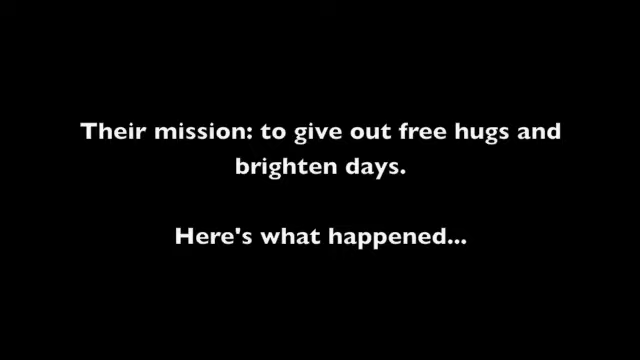 Their mission: to give out free hugs and
brighten days.
Here's what happened...